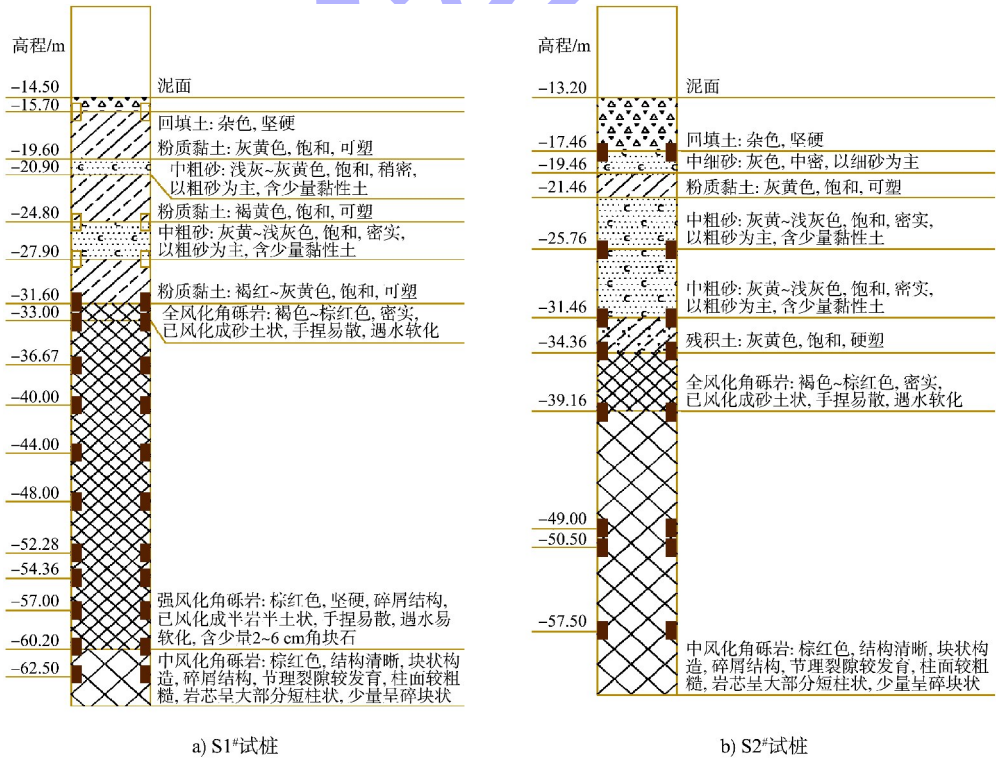 高程/m
-14.50
泥面
-15.70
回填土: 杂色, 坚硬
粉质黏土: 灰黄色, 饱和, 可塑
-19.60
-20.90
中粗砂: 浅灰~灰黄色, 饱和, 稍密,
以粗砂为主, 含少量黏性土
粉质黏土: 褐黄色, 饱和, 可塑
-24.80
中粗砂: 灰黄~浅灰色, 饱和, 密实,
以粗砂为主, 含少量黏性土
-27.90
粉质黏土: 褐红~灰黄色, 饱和, 可塑
-31.60
-33.00
全风化角砾岩: 褐色~棕红色, 密实,
已风化成砂土状, 手捏易散, 遇水软化
-36.67
-40.00
-44.00
-48.00
-52.28
-54.36
-57.00
强风化角砾岩: 棕红色, 坚硬, 碎屑结构,
已风化成半岩半土状, 手捏易散, 遇水易
软化, 含少量2~6 cm角块石
-60.20
-62.50
中风化角砾岩: 棕红色, 结构清晰, 块状构
造, 碎屑结构, 节理裂隙较发育, 柱面较粗
糙, 岩芯呈大部分短柱状, 少量呈碎块状
a) S1#试桩
高程/m
-13.20
泥面
-17.46
回填土: 杂色, 坚硬
-19.46
中细砂: 灰色, 中密, 以细砂为主
-21.46
粉质黏土: 灰黄色, 饱和, 可塑
中粗砂: 灰黄~浅灰色, 饱和, 密实,
以粗砂为主, 含少量黏性土
-25.76
中粗砂: 灰黄~浅灰色, 饱和, 密实,
以粗砂为主, 含少量黏性土
-31.46
-34.36
残积土: 灰黄色, 饱和, 硬塑
全风化角砾岩: 褐色~棕红色, 密实,
已风化成砂土状, 手捏易散, 遇水软化
-39.16
-49.00
-50.50
-57.50
中风化角砾岩: 棕红色, 结构清晰, 块状构
造, 碎屑结构, 节理裂隙较发育, 柱面较粗
糙, 岩芯呈大部分短柱状, 少量呈碎块状
b) S2#试桩